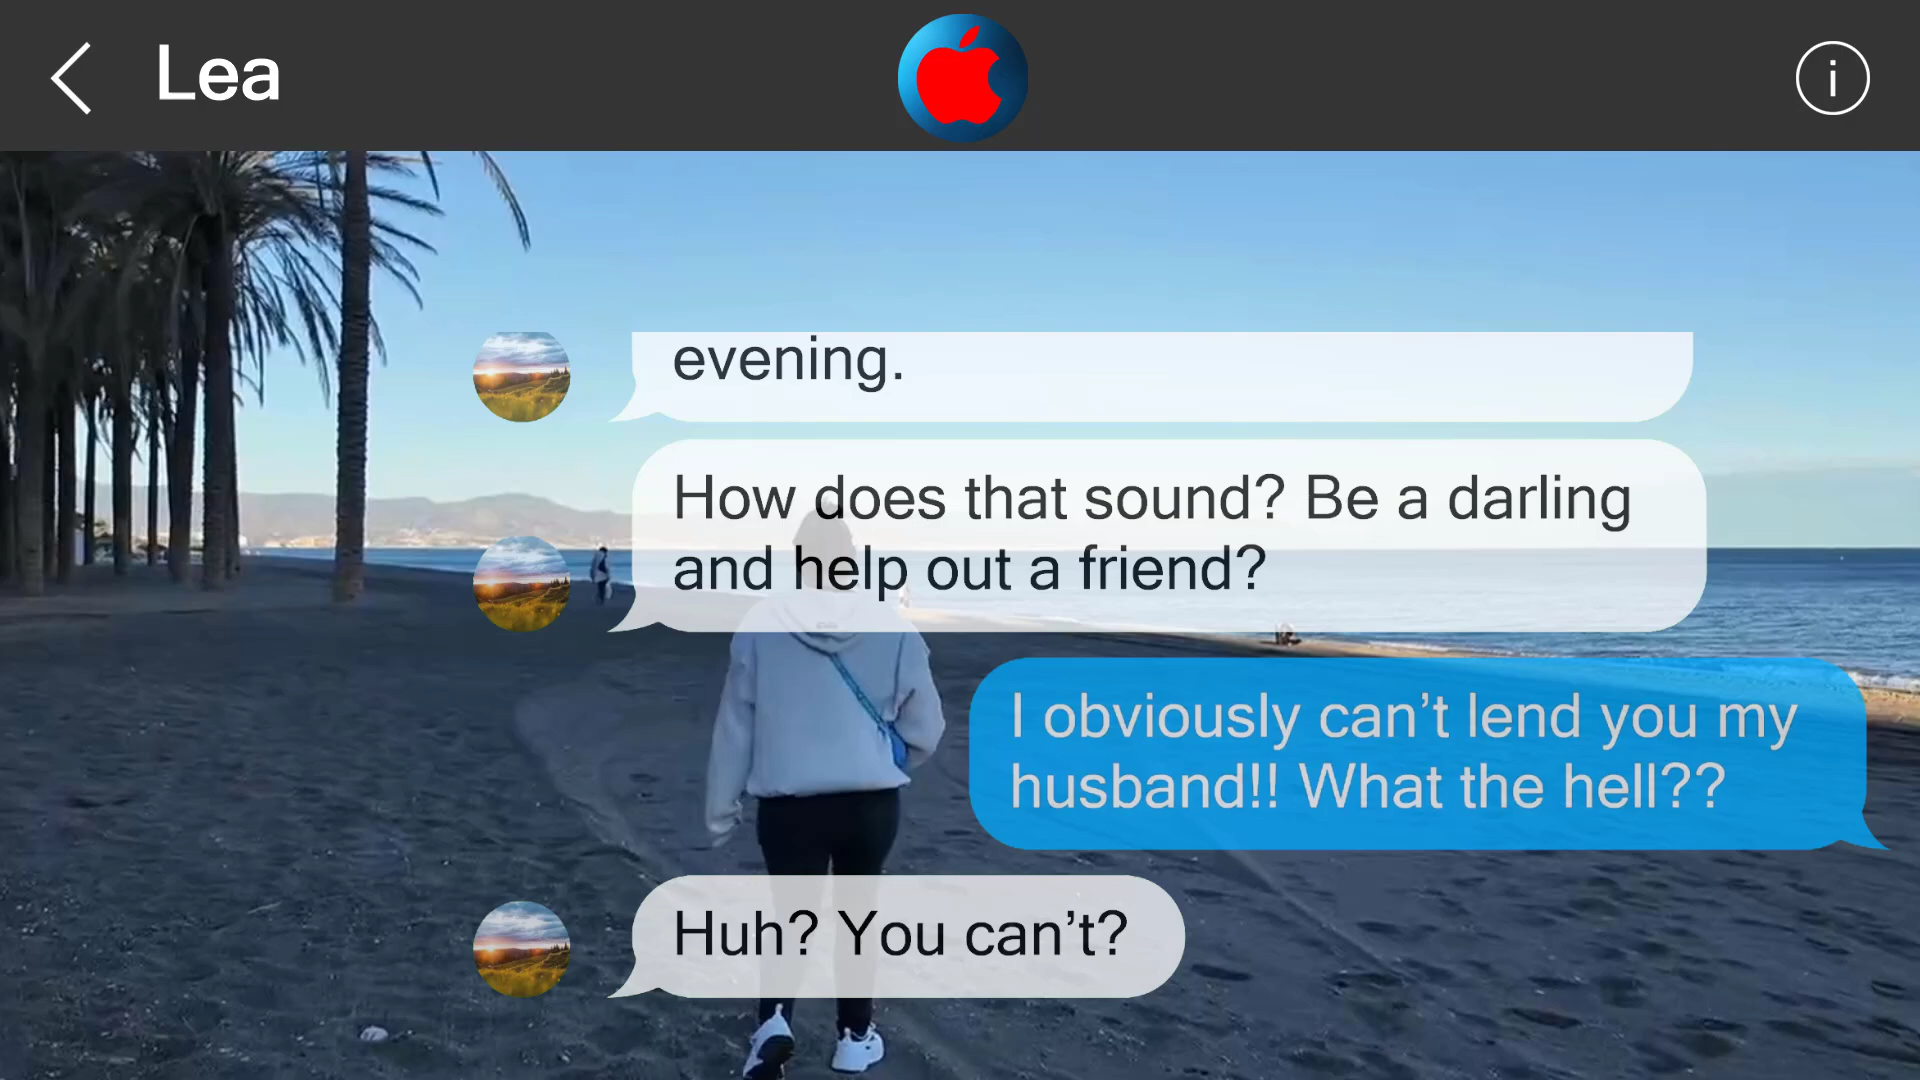 Lea
evening.
How does that sound? Be a darling
and help out a friend?
I obviously can’t lend you my
husband!! What the hell??
Huh? You can’t?